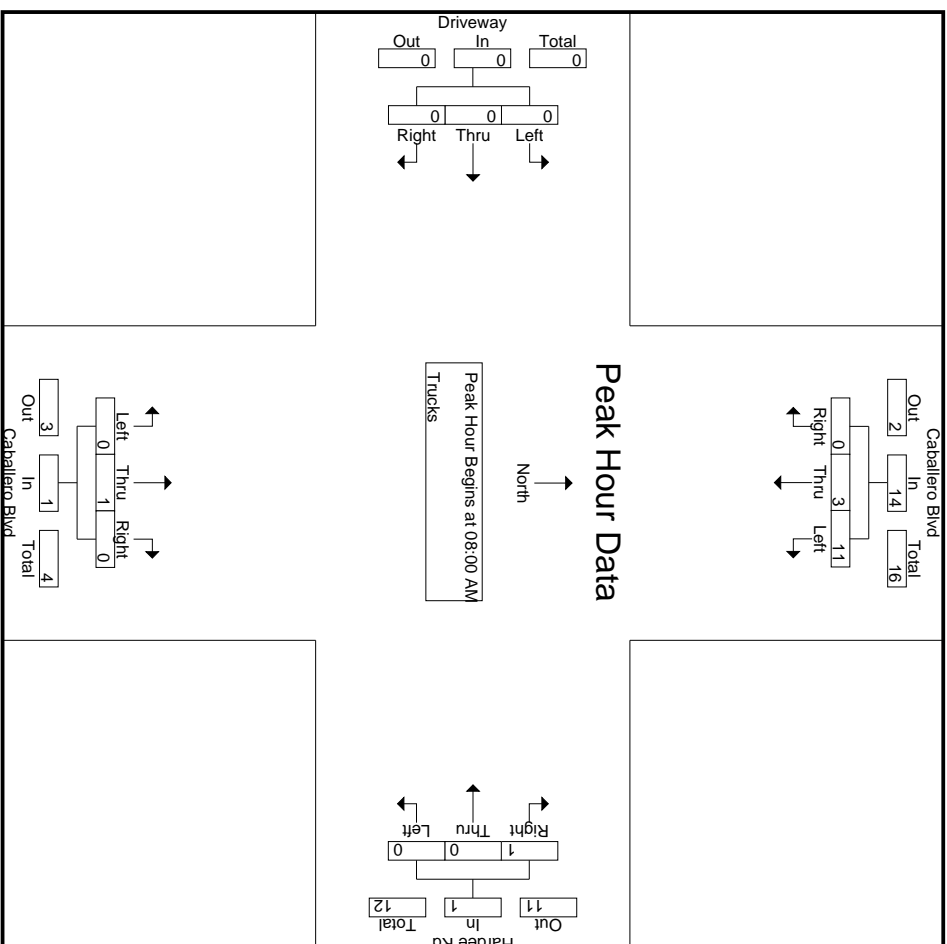 Driveway
Out In Total
0 0 0
0 0 0
Right Thru Left
Peak Hour Data
North
Peak Hour Begins at 08:00 AM
Trucks
Caballero Blvd
Out In Total
2 14 16
0 3 11
Right Thru Left
Left Thru Right
0 1 0
3 1 4
Out In Total
Caballero Blvd
Left Thru Right
0 0 1
12 1 11
Total In Out
Hardee Rd